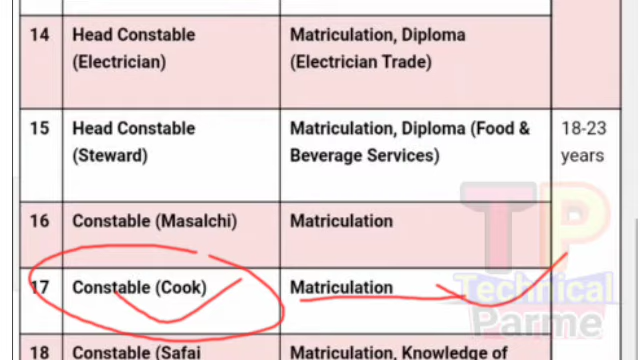 14 Head Constable Matriculation, Diploma
(Electrician) (Electrician Trade)
15 Head Constable Matriculation, Diploma (Food & 18-23
(Steward) Beverage Services) years
16 Constable (Masalchi) Matriculation
17 Constable (Cook) Matriculation
18 Constable (Safai Matriculation, Knowledge of
TP
Technical
Parme